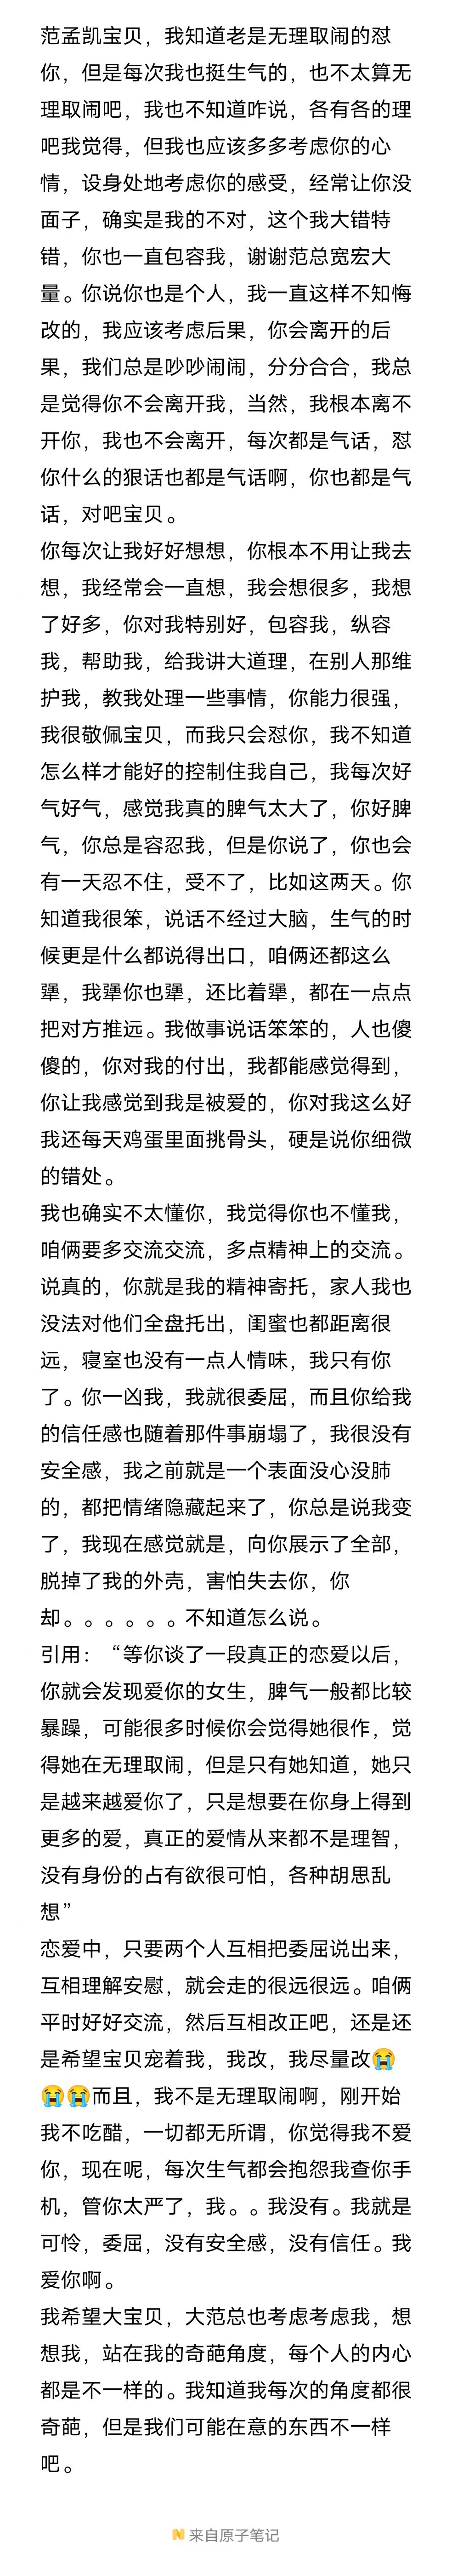 范孟凯宝贝，我知道老是无理取闹的怼
你，但是每次我也挺生气的，也不太算无
理取闹吧，我也不知道咋说，各有各的理
吧我觉得，但我也应该多多考虑你的心
情，设身处地考虑你的感受，经常让你没
面子，确实是我的不对，这个我大错特
错，你也一直包容我，谢谢范总宽宏大
量。你说你也是个人，我一直这样不知悔
改的，我应该考虑后果，你会离开的后
果，我们总是吵吵闹闹，分分合合，我总
是觉得你不会离开我，当然，我根本离不
开你，我也不会离开，每次都是气话，怼
你什么的狠话也都是气话啊，你也都是气
话，对吧宝贝。
你每次让我好好想想，你根本不用让我去
想，我经常会一直想，我会想很多，我想
了好多，你对我特别好，包容我，纵容
我，帮助我，给我讲大道理，在别人那维
护我，教我处理一些事情，你能力很强，
我很敬佩宝贝，而我只会怼你，我不知道
怎么样才能好的控制住我自己，我每次好
气好气，感觉我真的脾气太大了，你好脾
气，你总是容忍我，但是你说了，你也会
有一天忍不住，受不了，比如这两天。你
知道我很笨，说话不经过大脑，生气的时
候更是什么都说得出口，咱俩还都这么
犟，我犟你也犟，还比着犟，都在一点点
把对方推远。我做事说话笨笨的，人也傻
傻的，你对我的付出，我都能感觉得到，
你让我感觉到我是被爱的，你对我这么好
我还每天鸡蛋里面挑骨头，硬是说你细微
的错处。
我也确实不太懂你，我觉得你也不懂我，
咱俩要多交流交流，多点精神上的交流。
说真的，你就是我的精神寄托，家人我也
没法对他们全盘托出，闺蜜也都距离很
远，寝室也没有一点人情味，我只有你
了。你一凶我，我就很委屈，而且你给我
的信任感也随着那件事崩塌了，我很没有
安全感，我之前就是一个表面没心没肺
的，都把情绪隐藏起来了，你总是说我变
了，我现在感觉就是，向你展示了全部，
脱掉了我的外壳，害怕失去你，你
却。。。。。。不知道怎么说。
引用：“等你谈了一段真正的恋爱以后，
你就会发现爱你的女生，脾气一般都比较
暴躁，可能很多时候你会觉得她很作，觉
得她在无理取闹，但是只有她知道，她只
是越来越爱你了，只是想要在你身上得到
更多的爱，真正的爱情从来都不是理智，
没有身份的占有欲很可怕，各种胡思乱
想”
恋爱中，只要两个人互相把委屈说出来，
互相理解安慰，就会走的很远很远。咱俩
平时好好交流，然后互相改正吧，还是还
是希望宝贝宠着我，我改，我尽量改😭
😭😭而且，我不是无理取闹啊，刚开始
我不吃醋，一切都无所谓，你觉得我不爱
你，现在呢，每次生气都会抱怨我查你手
机，管你太严了，我。。我没有。我就是
可怜，委屈，没有安全感，没有信任。我
爱你啊。
我希望大宝贝，大范总也考虑考虑我，想
想我，站在我的奇葩角度，每个人的内心
都是不一样的。我知道我每次的角度都很
奇葩，但是我们可能在意的东西不一样
吧。
来自原子笔记